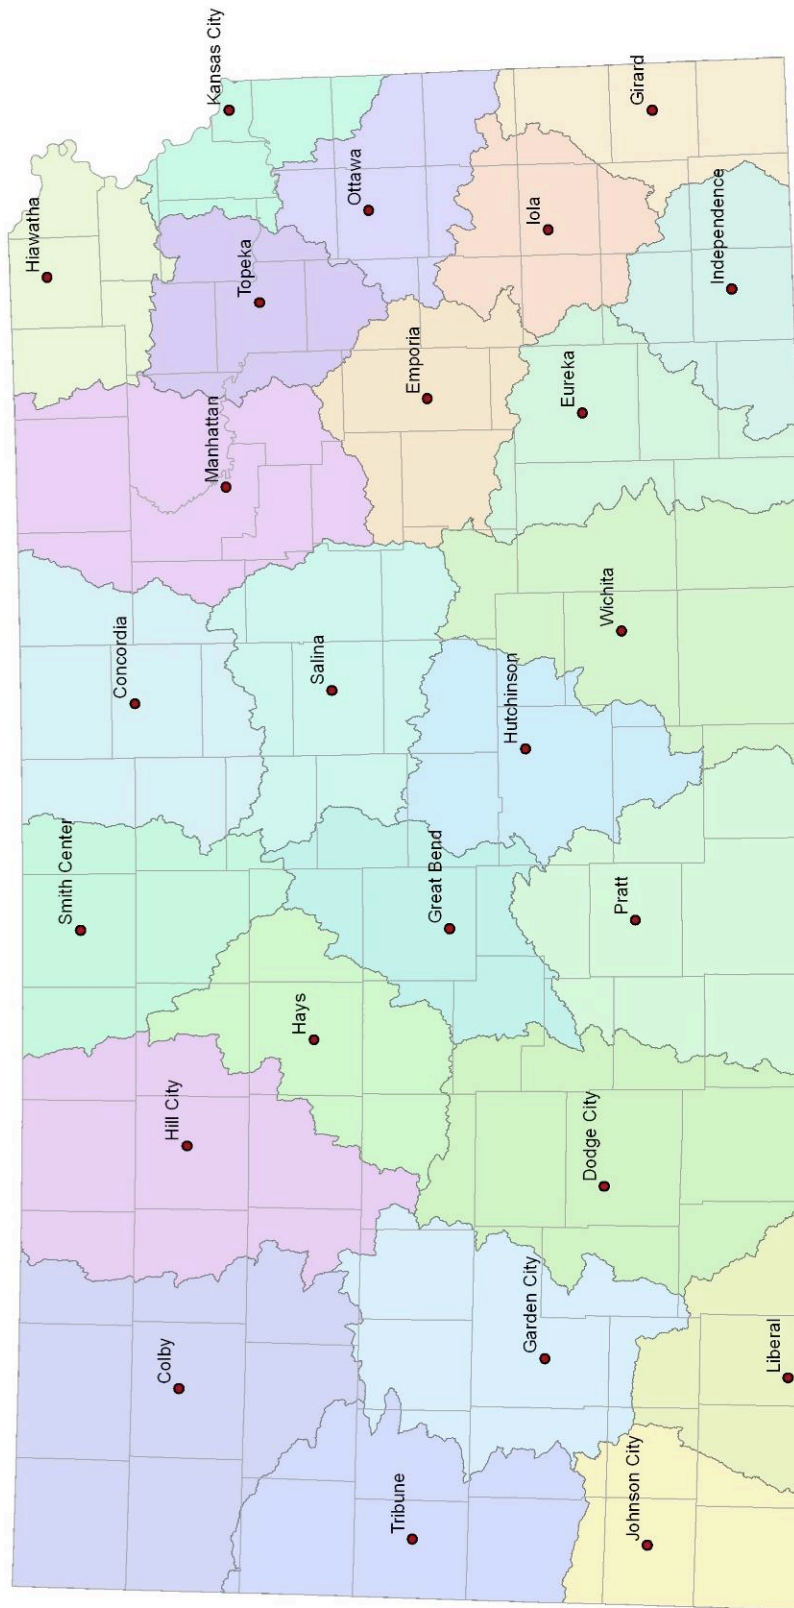 Hiawatha
Kansas City
Topeka
Ottawa
Manhattan
Emporia
Iola
Girard
Independence
Eureka
Concordia
Salina
Wichita
Hutchinson
Smith Center
Great Bend
Pratt
Hays
Hill City
Dodge City
Colby
Garden City
Liberal
Tribune
Johnson City